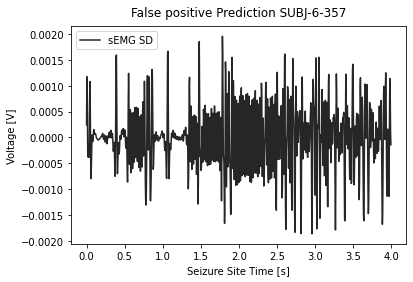 False positive Prediction SUBJ-6-357
sEMG SD
Voltage [V]
0.0020
0.0015
0.0010
0.0005
0.0000
−0.0005
−0.0010
−0.0015
−0.0020
0.0 0.5 1.0 1.5 2.0 2.5 3.0 3.5 4.0
Seizure Site Time [s]